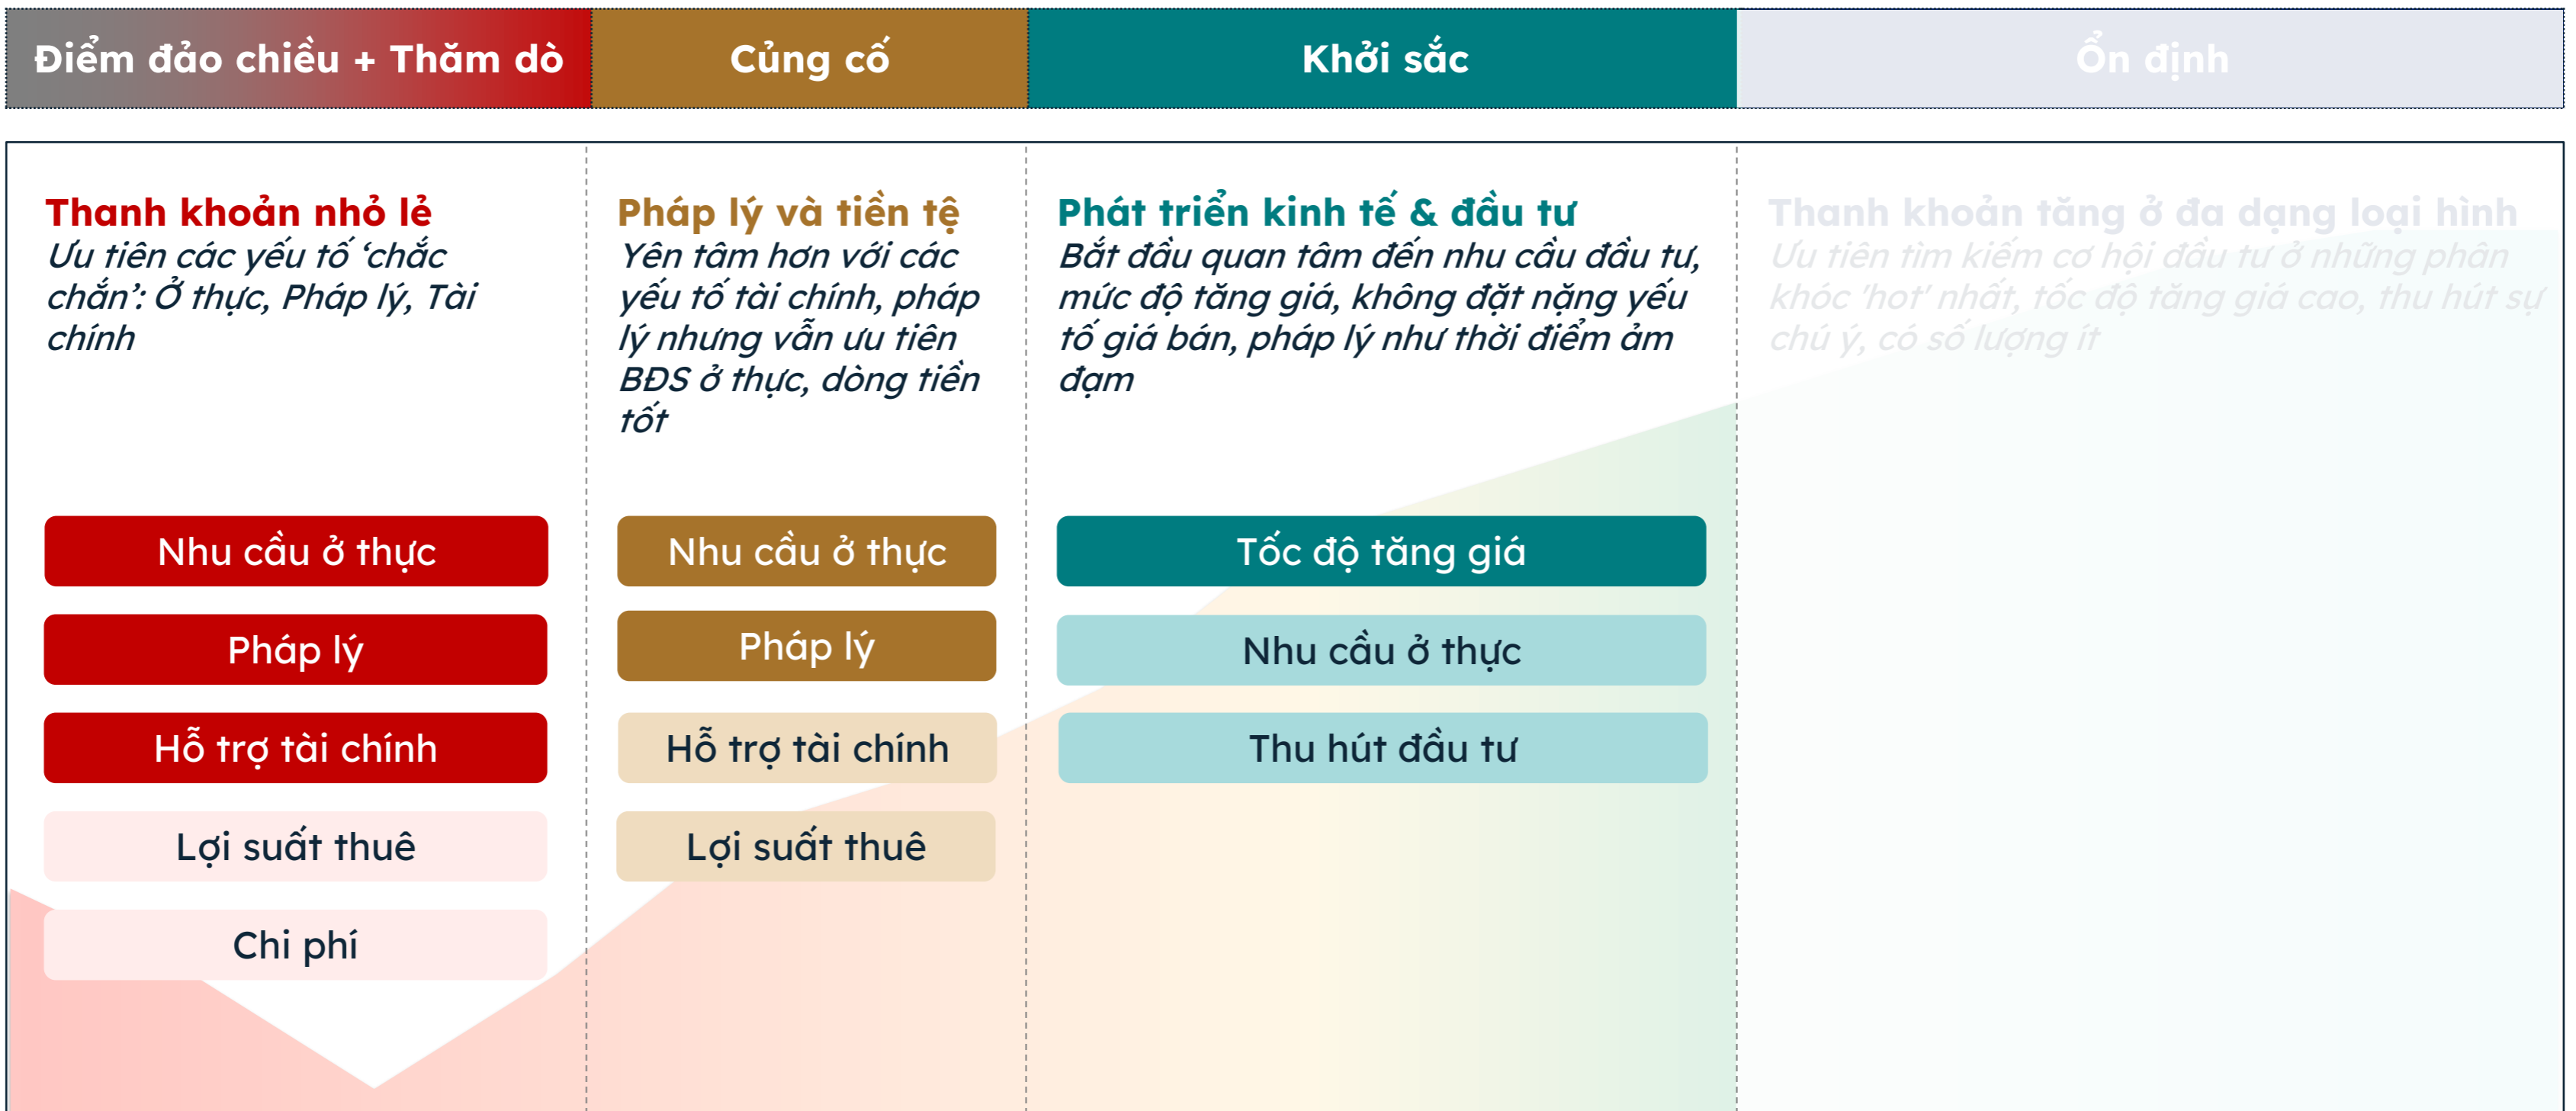 Điểm đảo chiều + Thăm dò
Củng cố
Khởi sắc
Ổn định
Thanh khoản nhỏ lẻ
Ưu tiên các yếu tố ‘chắc
chắn’: Ở thực, Pháp lý, Tài
chính
Nhu cầu ở thực
Pháp lý
Hỗ trợ tài chính
Lợi suất thuê
Chi phí
Pháp lý và tiền tệ
Yên tâm hơn với các
yếu tố tài chính, pháp
lý nhưng vẫn ưu tiên
BĐS ở thực, dòng tiền
tốt
Nhu cầu ở thực
Pháp lý
Hỗ trợ tài chính
Lợi suất thuê
Phát triển kinh tế & đầu tư
Bắt đầu quan tâm đến nhu cầu đầu tư,
mức độ tăng giá, không đặt nặng yếu
tố giá bán, pháp lý như thời điểm ảm
đạm
Tốc độ tăng giá
Nhu cầu ở thực
Thu hút đầu tư
Thanh khoản tăng ở đa dạng loại hình
Ưu tiên tìm kiếm cơ hội đầu tư ở những phân
khóc 'hot' nhất, tốc độ tăng giá cao, thu hút sự
chú ý, có số lượng ít